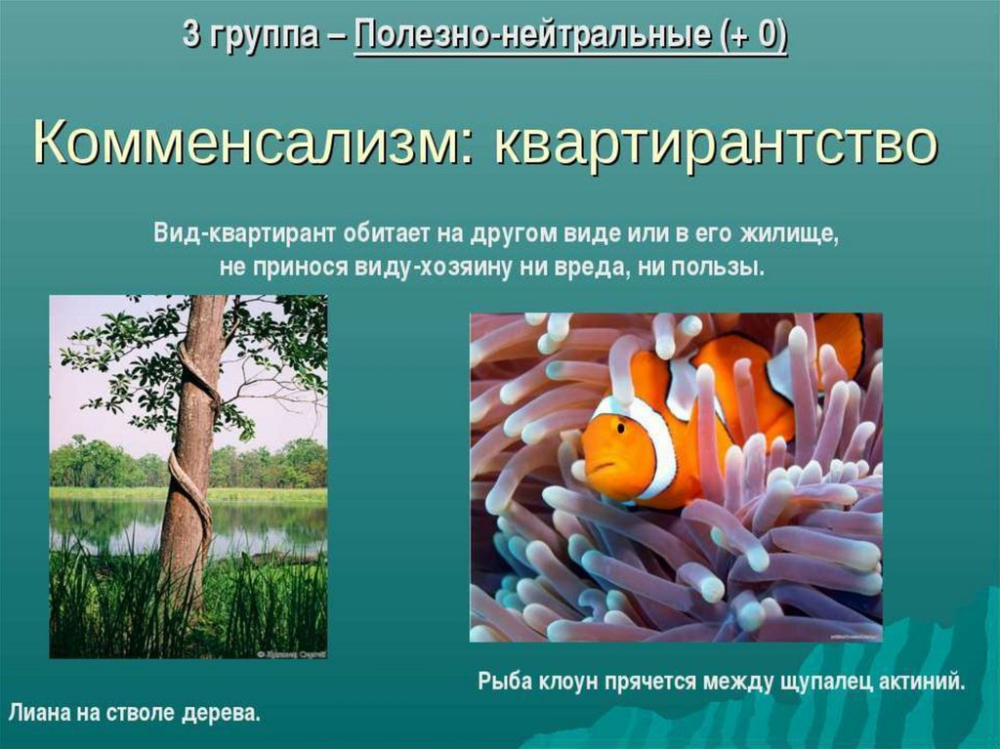 3 группа – Полезно-нейтральные (+ 0)
Комменсализм: квартирантство
Вид-квартирант обитает на другом виде или в его жилище,
не принося виду-хозяину ни вреда, ни пользы.
Рыба клоун прячется между щупалец актиний.
Лиана на стволе дерева.